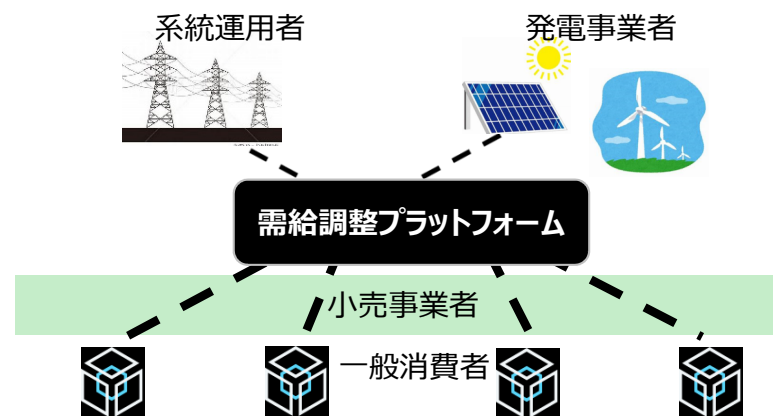 系統運用者
発電事業者
需給調整プラットフォーム
小売事業者
一般消費者